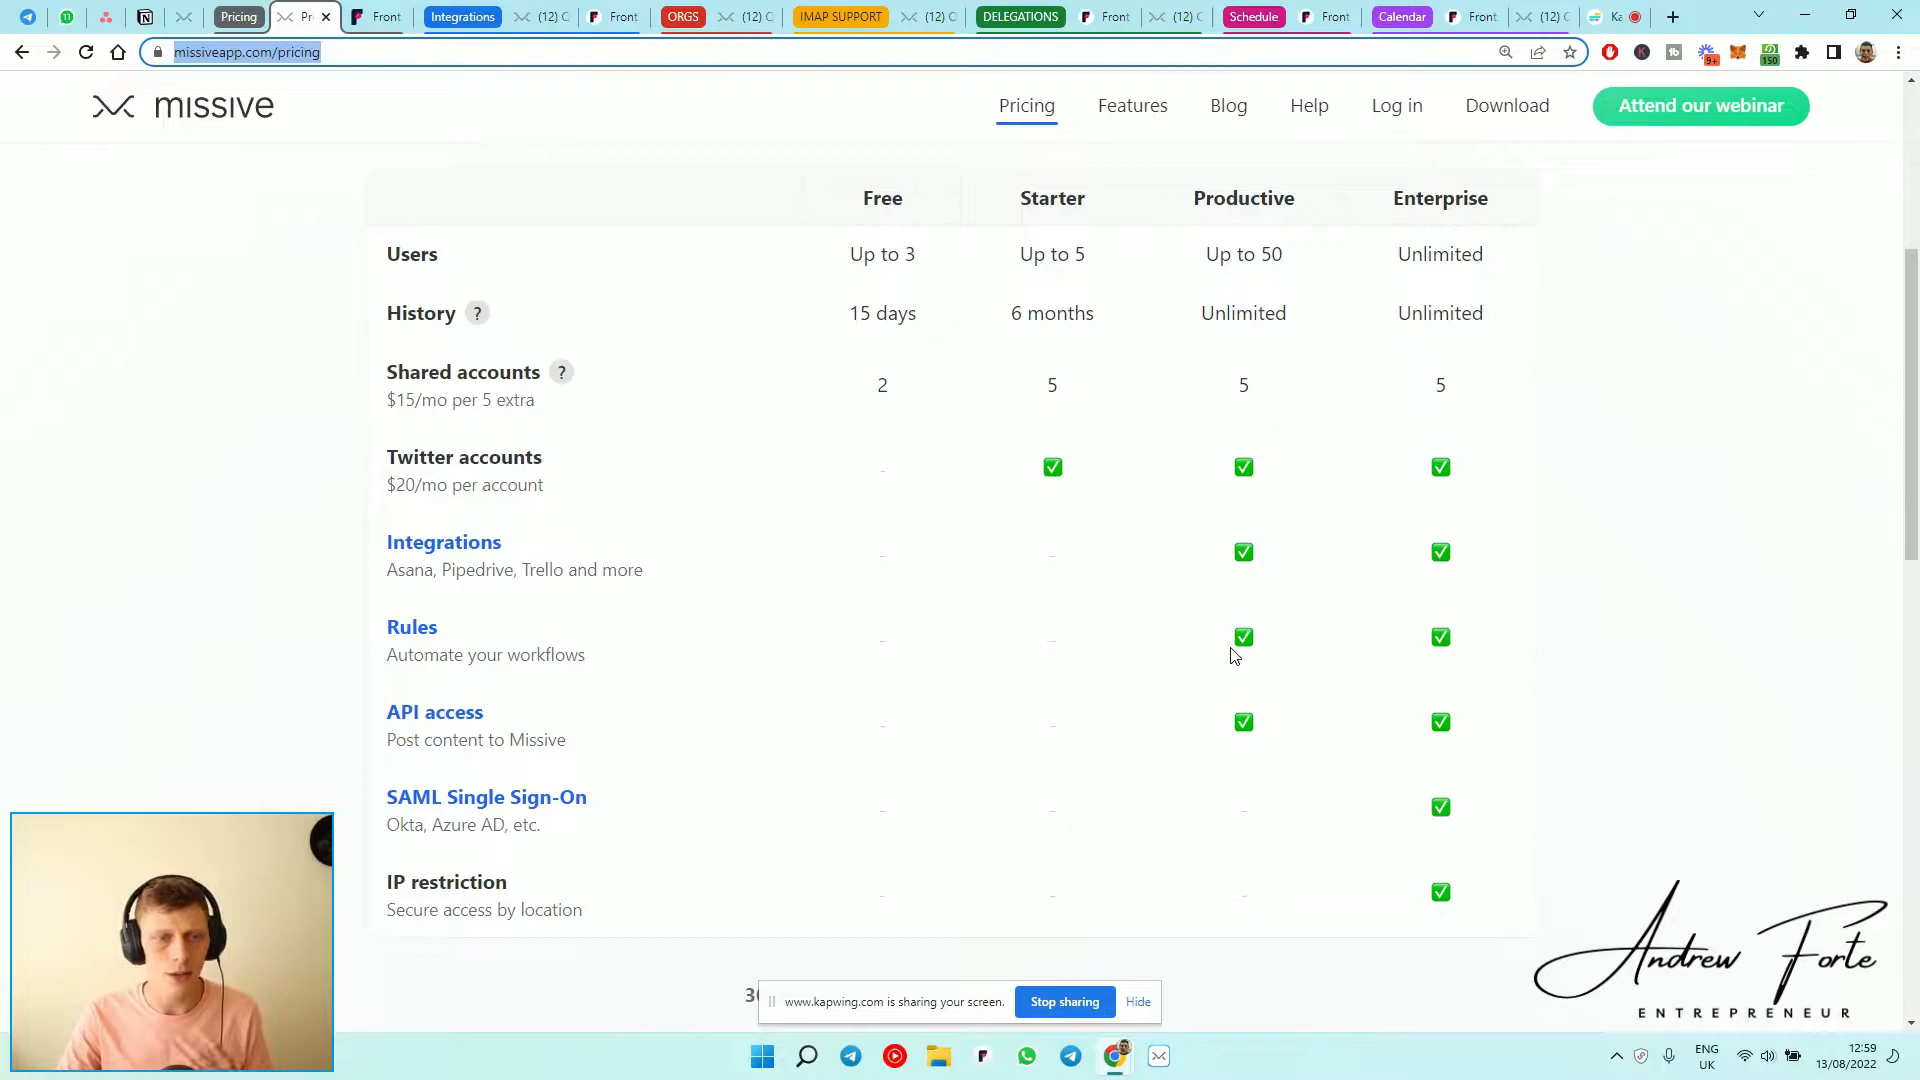 Pricing
Pr
Front
Integrations
(12) C
Front
ORGS
(12) C
IMAP SUPPORT
(12) C
DELEGATIONS
Front
(12) C
Schedule
Front
Calendar
Front
(12) C
Ka
missiveapp.com/pricing
9+
150
missive
Pricing
Features
Blog
Help
Log in
Download
Attend our webinar
Free
Starter
Productive
Enterprise
Users
Up to 3
Up to 5
Up to 50
Unlimited
History ?
15 days
6 months
Unlimited
Unlimited
Shared accounts ?
$15/mo per 5 extra
2
5
5
5
Twitter accounts
$20/mo per account
-
✅
✅
✅
Integrations
Asana, Pipedrive, Trello and more
-
-
✅
✅
Rules
Automate your workflows
-
-
✅
✅
API access
Post content to Missive
-
-
✅
✅
SAML Single Sign-On
Okta, Azure AD, etc.
-
-
-
✅
IP restriction
Secure access by location
-
-
-
✅
www.kapwing.com is sharing your screen.
Stop sharing
Hide
Andrew Forte
ENTREPRENEUR
ENG
UK
12:59
13/08/2022